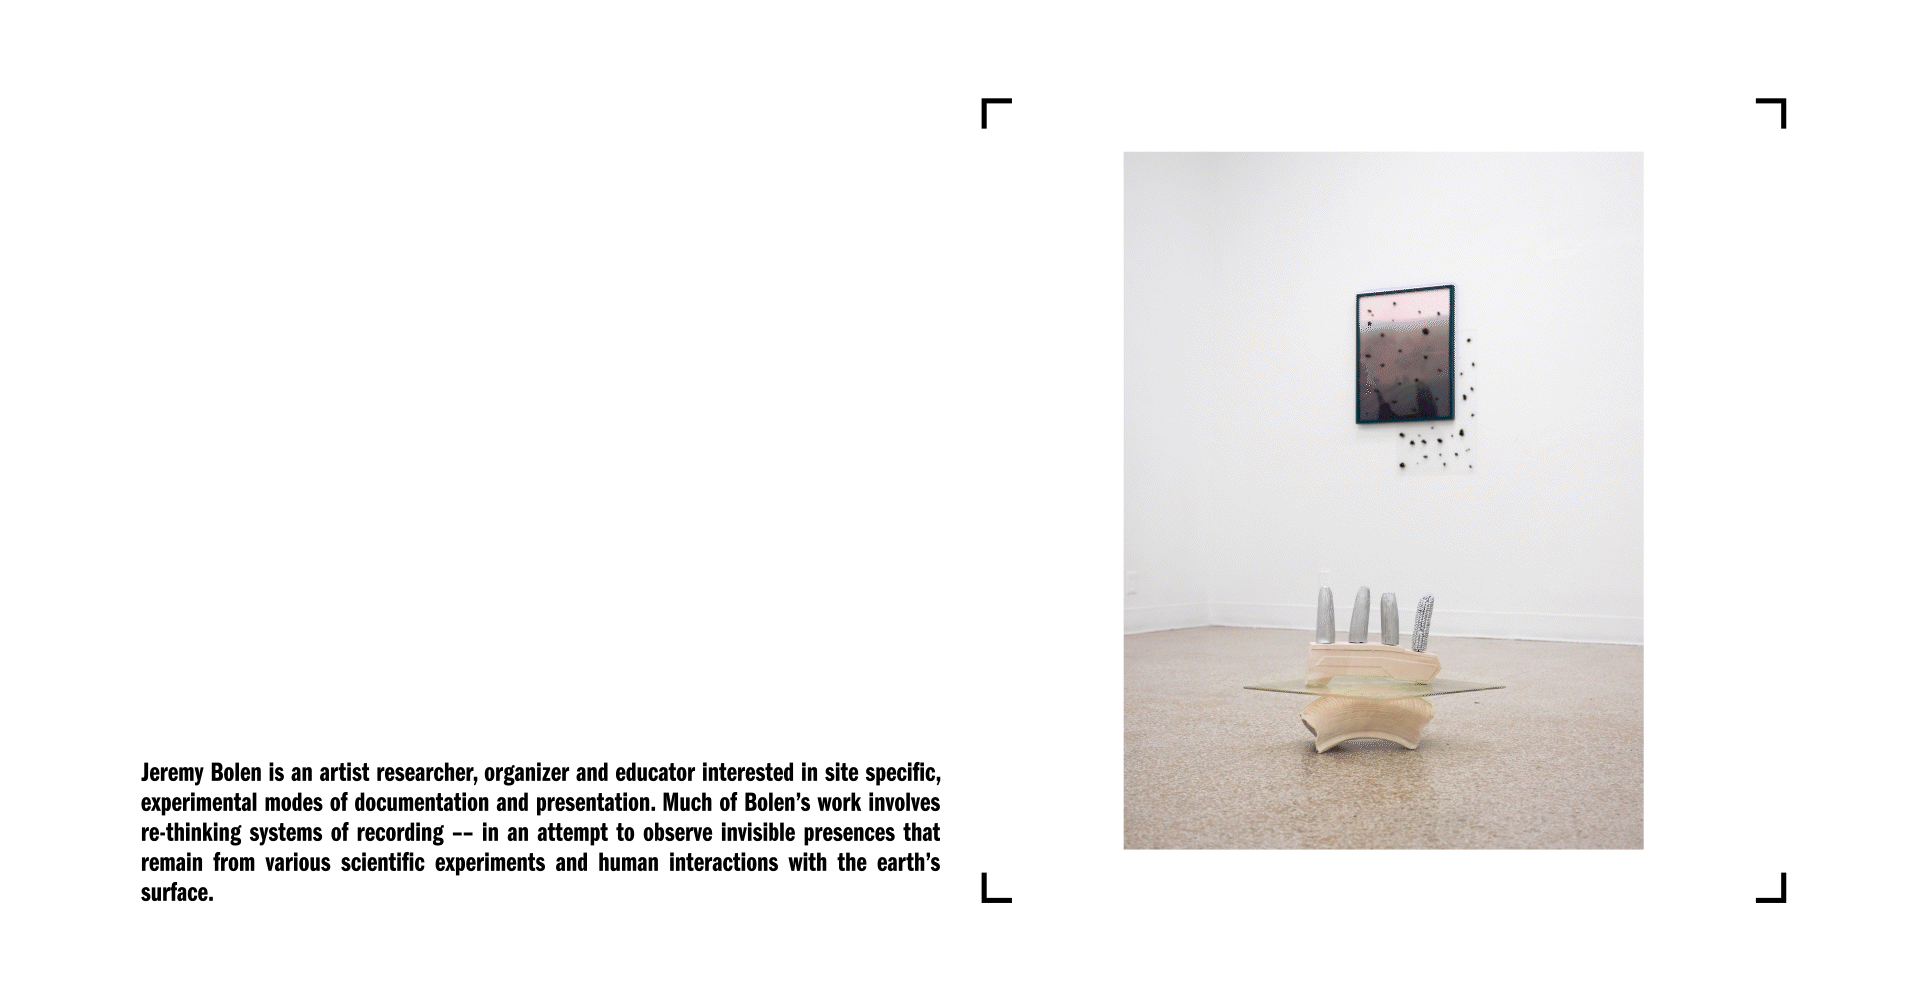 Jeremy Bolen is an artist researcher, organizer and educator interested in site specific,
experimental modes of documentation and presentation. Much of Bolen’s work involves
re-thinking systems of recording -- in an attempt to observe invisible presences that
remain from various scientific experiments and human interactions with the earth’s
surface.